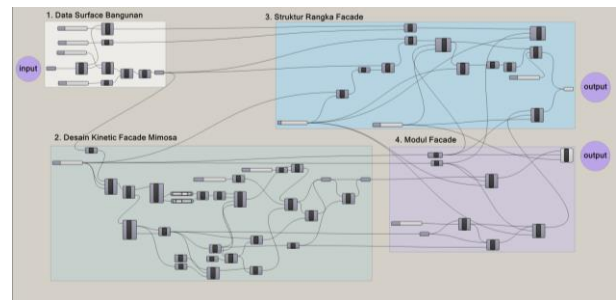 1. Data Surface Bangunan
3. Struktur Rangka Facade
input
output
2. Desain Kinetic Facade Mimosa
4. Modul Facade
output